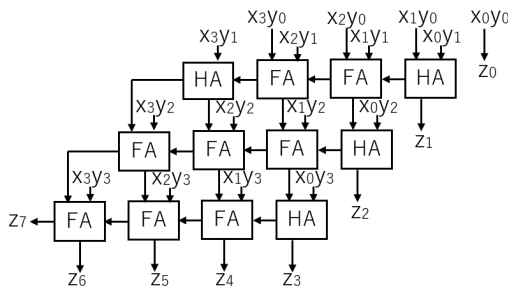 x₃y₀ x₂y₀ x₁y₀ x₀y₀
x₃y₁ x₂y₁ x₁y₁ x₀y₁
HA FA FA HA z₀
x₃y₂ x₂y₂ x₁y₂ x₀y₂
z₁
FA FA FA HA
x₃y₃ x₂y₃ x₁y₃ x₀y₃
z₂
z₇ FA FA FA HA
z₆ z₅ z₄ z₃